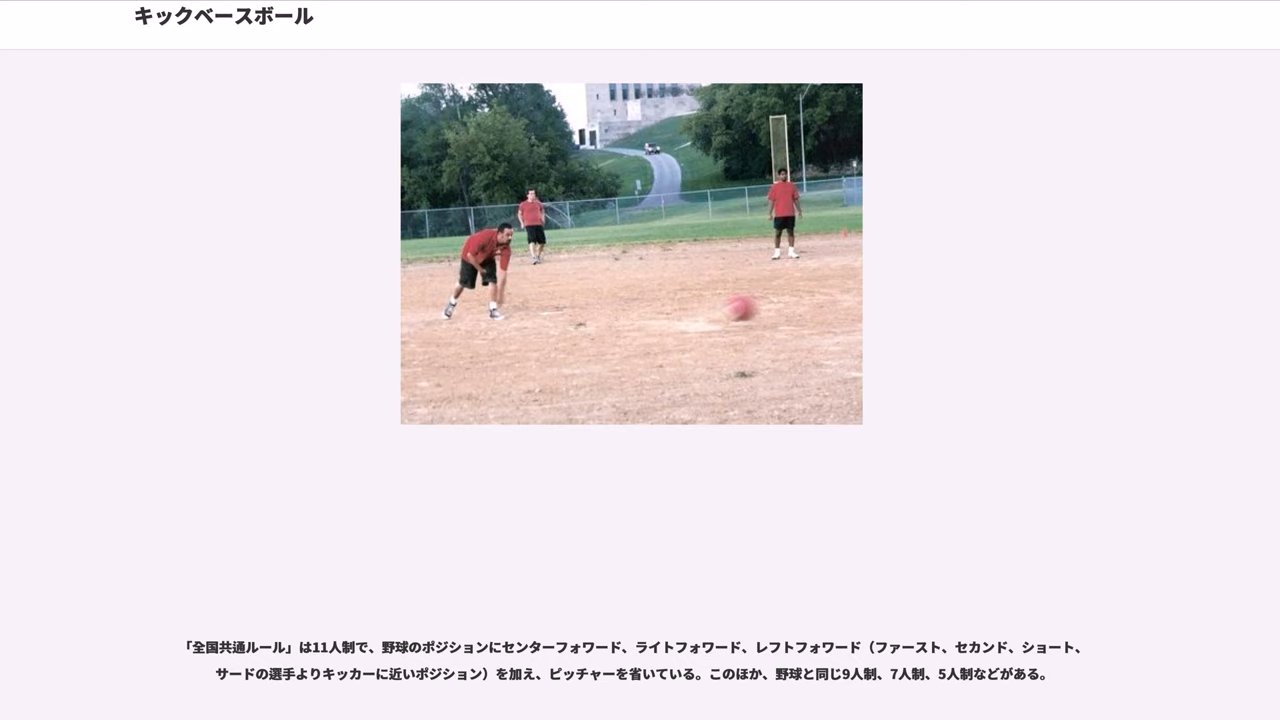 キックベースボール
「全国共通ルール」は11人制で、野球のポジションにセンターフォワード、ライトフォワード、レフトフォワード（ファースト、セカンド、ショート、
サードの選手よりキッカーに近いポジション）を加え、ピッチャーを省いている。このほか、野球と同じ9人制、7人制、5人制などがある。